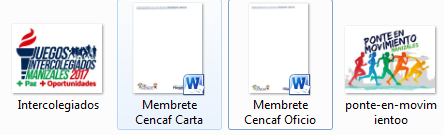 JUEGOS
INTERCOLEGIADOS
MANIZALES 2017
+ Paz + Oportunidades
PONTE EN
MOVIMIENTO
MANIZALES
Intercolegiados
Membrete
Cencaf Carta
Membrete
Cencaf Oficio
ponte-en-movim
ientoo